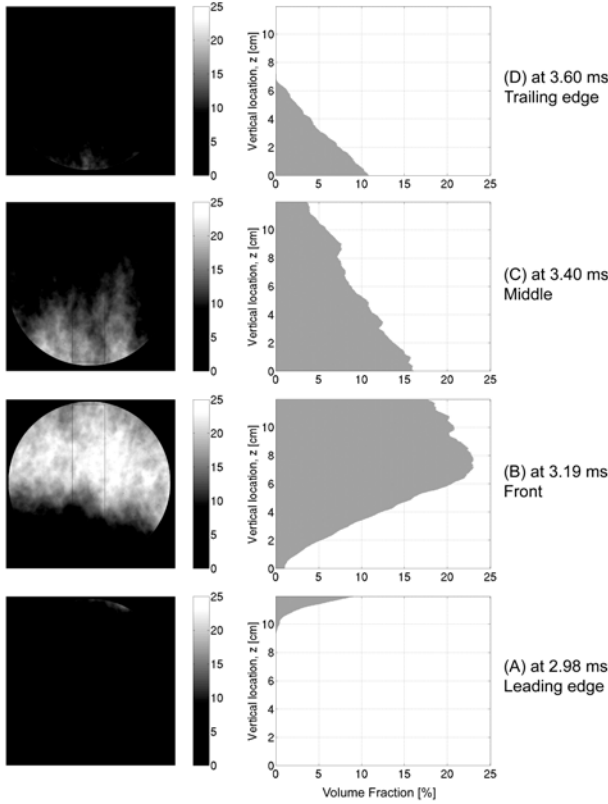 25
20
15
10
5
0
Vertical location, z [cm]
10
8
6
4
2
0
0 5 10 15 20 25
(D) at 3.60 ms
Trailing edge
25
20
15
10
5
0
Vertical location, z [cm]
10
8
6
4
2
0
0 5 10 15 20 25
(C) at 3.40 ms
Middle
25
20
15
10
5
0
Vertical location, z [cm]
10
8
6
4
2
0
0 5 10 15 20 25
(B) at 3.19 ms
Front
25
20
15
10
5
0
Vertical location, z [cm]
10
8
6
4
2
0
0 5 10 15 20 25
(A) at 2.98 ms
Leading edge
Volume Fraction [%]